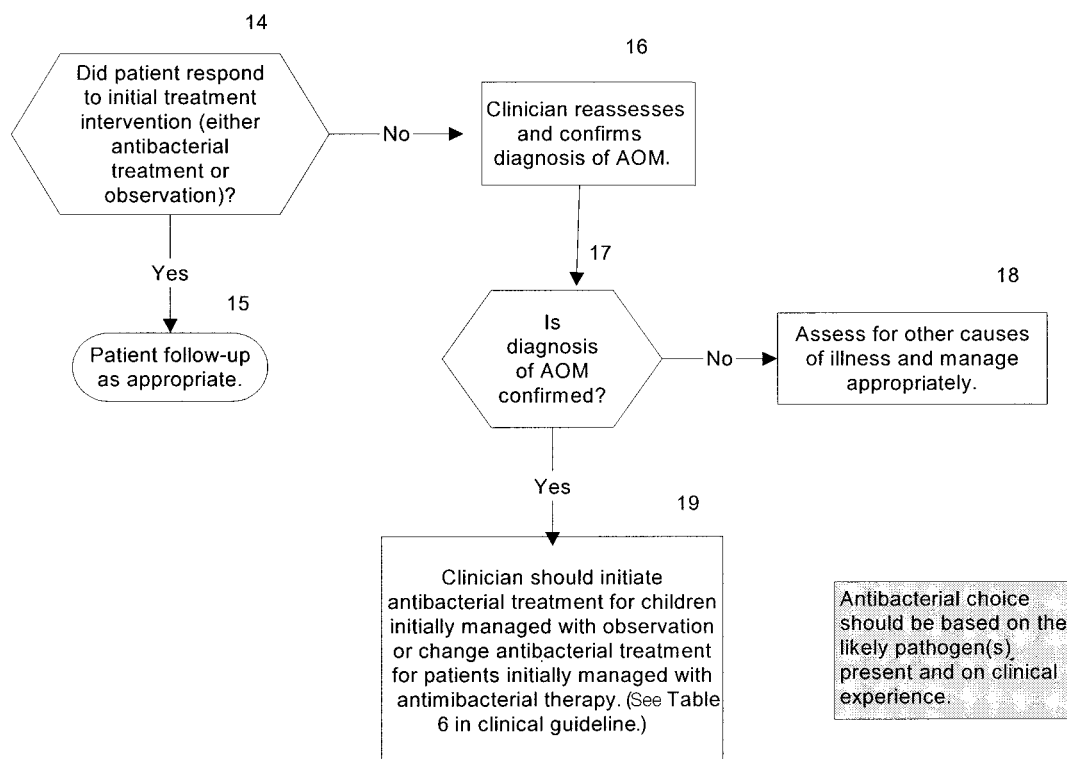 14
Did patient respond
to initial treatment
intervention (either
antibacterial
treatment or
observation)?
No
16
Clinician reassesses
and confirms
diagnosis of AOM.
Yes
15
Patient follow-up
as appropriate.
17
Is
diagnosis
of AOM
confirmed?
No
18
Assess for other causes
of illness and manage
appropriately.
Yes
19
Clinician should initiate
antibacterial treatment for children
initially managed with observation
or change antibacterial treatment
for patients initially managed with
antimibacterial therapy. (See Table
6 in clinical guideline.)
Antibacterial choice
should be based on the
likely pathogen(s)
present and on clinical
experience.